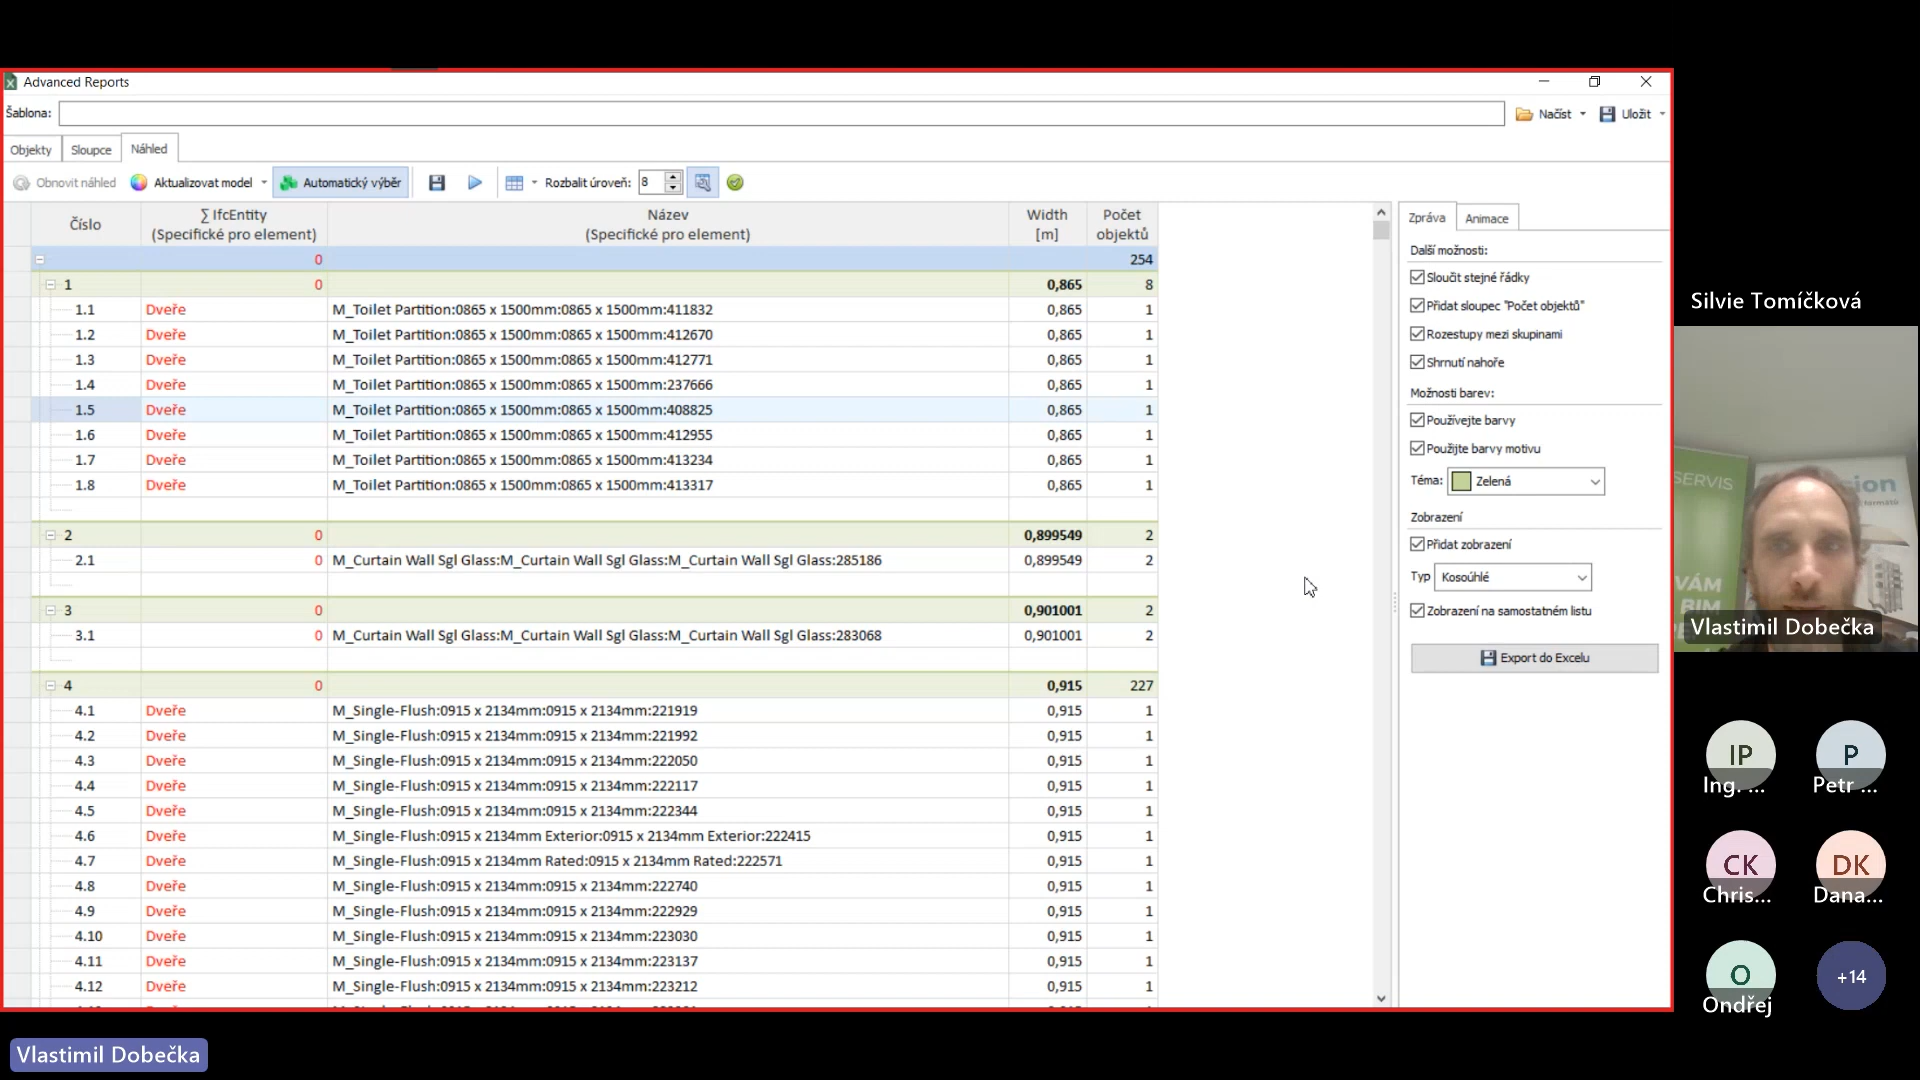 Advanced Reports
Šablona:
Načíst
Uložit
Objekty
Sloupce
Náhled
Obnovit náhled
Aktualizovat model
Automatický výběr
Rozbalit úroveň:
8
Číslo
∑ IfcEntity
(Specifické pro element)
Název
(Specifické pro element)
Width
[m]
Počet
objektů
0 254
1 0 0,865 8
1.1 Dveře M_Toilet Partition:0865 x 1500mm:0865 x 1500mm:411832 0,865 1
1.2 Dveře M_Toilet Partition:0865 x 1500mm:0865 x 1500mm:412670 0,865 1
1.3 Dveře M_Toilet Partition:0865 x 1500mm:0865 x 1500mm:412771 0,865 1
1.4 Dveře M_Toilet Partition:0865 x 1500mm:0865 x 1500mm:237666 0,865 1
1.5 Dveře M_Toilet Partition:0865 x 1500mm:0865 x 1500mm:408825 0,865 1
1.6 Dveře M_Toilet Partition:0865 x 1500mm:0865 x 1500mm:412955 0,865 1
1.7 Dveře M_Toilet Partition:0865 x 1500mm:0865 x 1500mm:413234 0,865 1
1.8 Dveře M_Toilet Partition:0865 x 1500mm:0865 x 1500mm:413317 0,865 1
2 0 0,899549 2
2.1 0 M_Curtain Wall Sgl Glass:M_Curtain Wall Sgl Glass:M_Curtain Wall Sgl Glass:285186 0,899549 2
3 0 0,901001 2
3.1 0 M_Curtain Wall Sgl Glass:M_Curtain Wall Sgl Glass:M_Curtain Wall Sgl Glass:283068 0,901001 2
4 0 0,915 227
4.1 Dveře M_Single-Flush:0915 x 2134mm:0915 x 2134mm:221919 0,915 1
4.2 Dveře M_Single-Flush:0915 x 2134mm:0915 x 2134mm:221992 0,915 1
4.3 Dveře M_Single-Flush:0915 x 2134mm:0915 x 2134mm:222050 0,915 1
4.4 Dveře M_Single-Flush:0915 x 2134mm:0915 x 2134mm:222117 0,915 1
4.5 Dveře M_Single-Flush:0915 x 2134mm:0915 x 2134mm:222344 0,915 1
4.6 Dveře M_Single-Flush:0915 x 2134mm Exterior:0915 x 2134mm Exterior:222415 0,915 1
4.7 Dveře M_Single-Flush:0915 x 2134mm Rated:0915 x 2134mm Rated:222571 0,915 1
4.8 Dveře M_Single-Flush:0915 x 2134mm:0915 x 2134mm:222740 0,915 1
4.9 Dveře M_Single-Flush:0915 x 2134mm:0915 x 2134mm:222929 0,915 1
4.10 Dveře M_Single-Flush:0915 x 2134mm:0915 x 2134mm:223030 0,915 1
4.11 Dveře M_Single-Flush:0915 x 2134mm:0915 x 2134mm:223137 0,915 1
4.12 Dveře M_Single-Flush:0915 x 2134mm:0915 x 2134mm:223212 0,915 1
Zpráva
Animace
Další možnosti:
Sloučit stejné řádky
Přidat sloupec "Počet objektů"
Rozestupy mezi skupinami
Shrnutí nahoře
Možnosti barev:
Používejte barvy
Použijte barvy motivu
Téma: Zelená
Zobrazení
Přidat zobrazení
Typ Kosoúhlé
Zobrazení na samostatném listu
Export do Excelu
Silvie Tomíčková
SERVIS
VÁM
BIM
Vlastimil Dobečka
IP
Ing. ...
P
Petr ...
CK
Chris...
DK
Dana...
O
Ondřej
+14
Vlastimil Dobečka